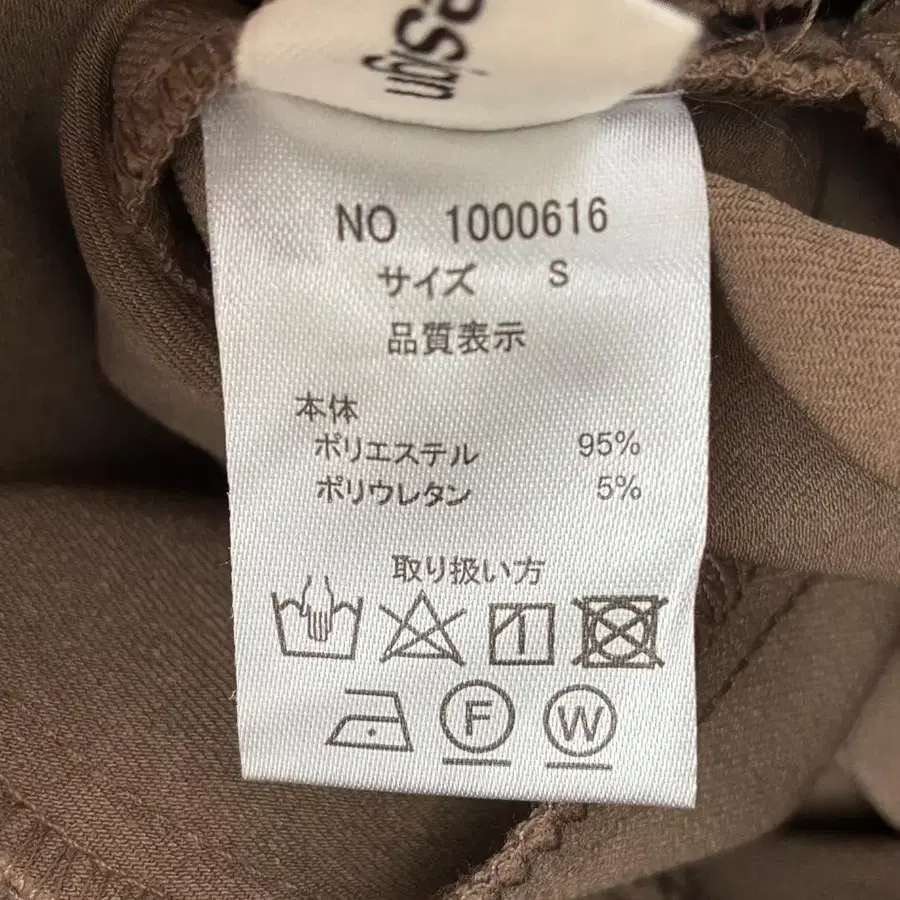 NO 1000616
サイズ S
品質表示
本体
ポリエステル 95%
ポリウレタン 5%
取り扱い方
F W